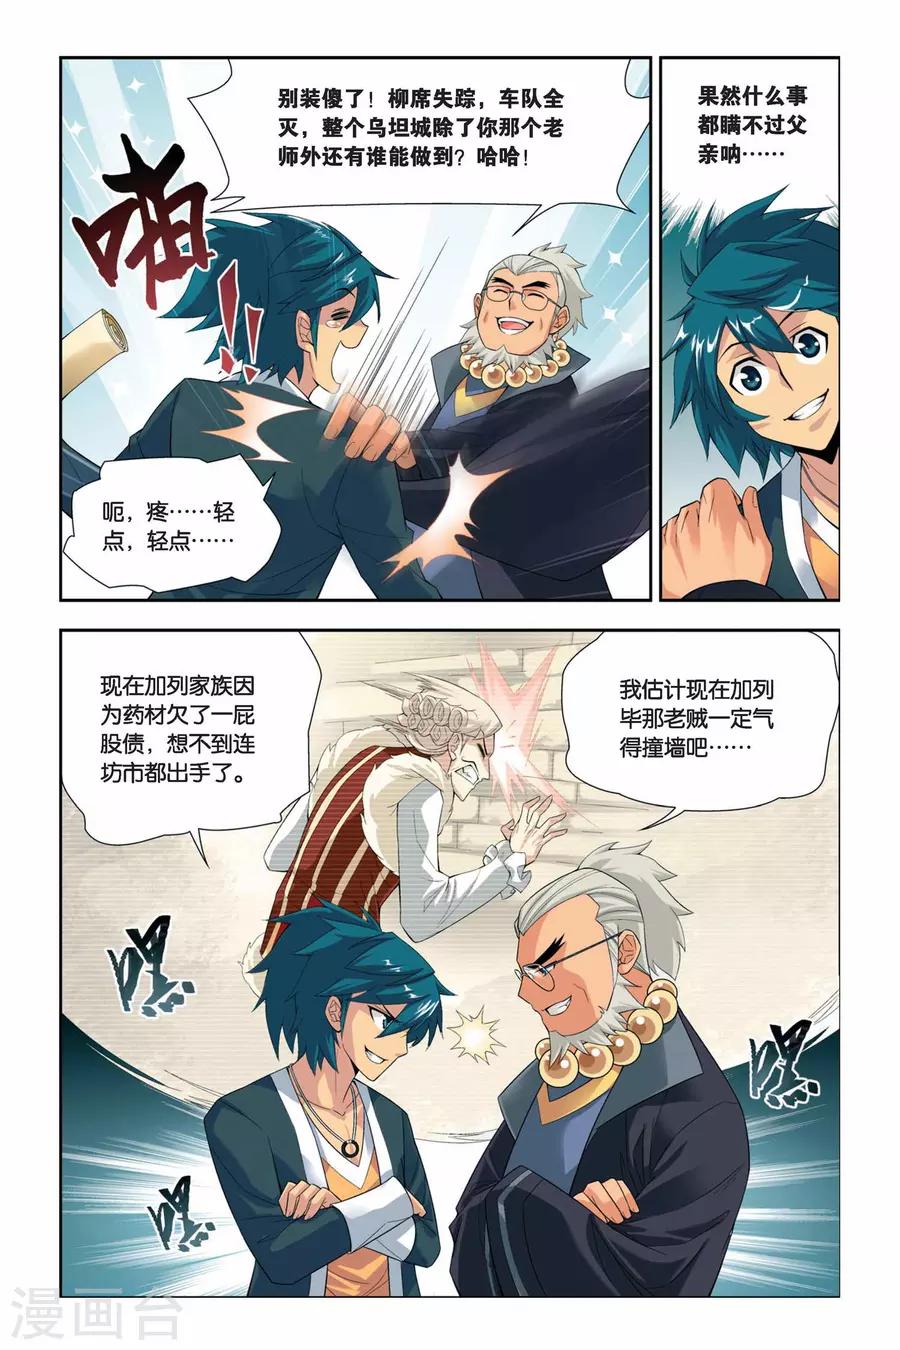 别装傻了！柳席失踪，车队全
灭，整个乌坦城除了你那个老
师外还有谁能做到？哈哈！
啪
！！
呃，疼……轻
点，轻点……
果然什么事
都瞒不过父
亲呐……
现在加列家族因
为药材欠了一屁
股债，想不到连
坊市都出手了。
我估计现在加列
毕那老贼一定气
得撞墙吧……
嘿
嘿
嘿
漫画台